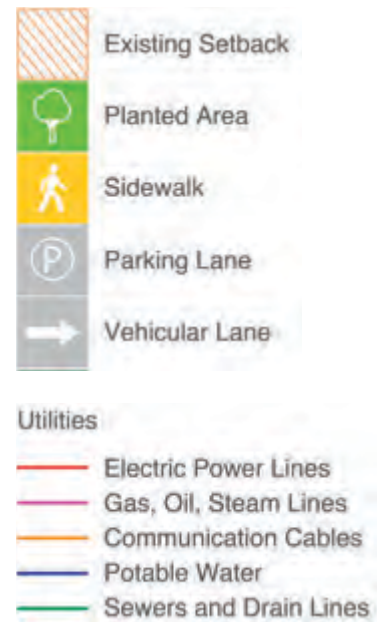 Existing Setback
Planted Area
Sidewalk
P
Parking Lane
Vehicular Lane
Utilities
Electric Power Lines
Gas, Oil, Steam Lines
Communication Cables
Potable Water
Sewers and Drain Lines